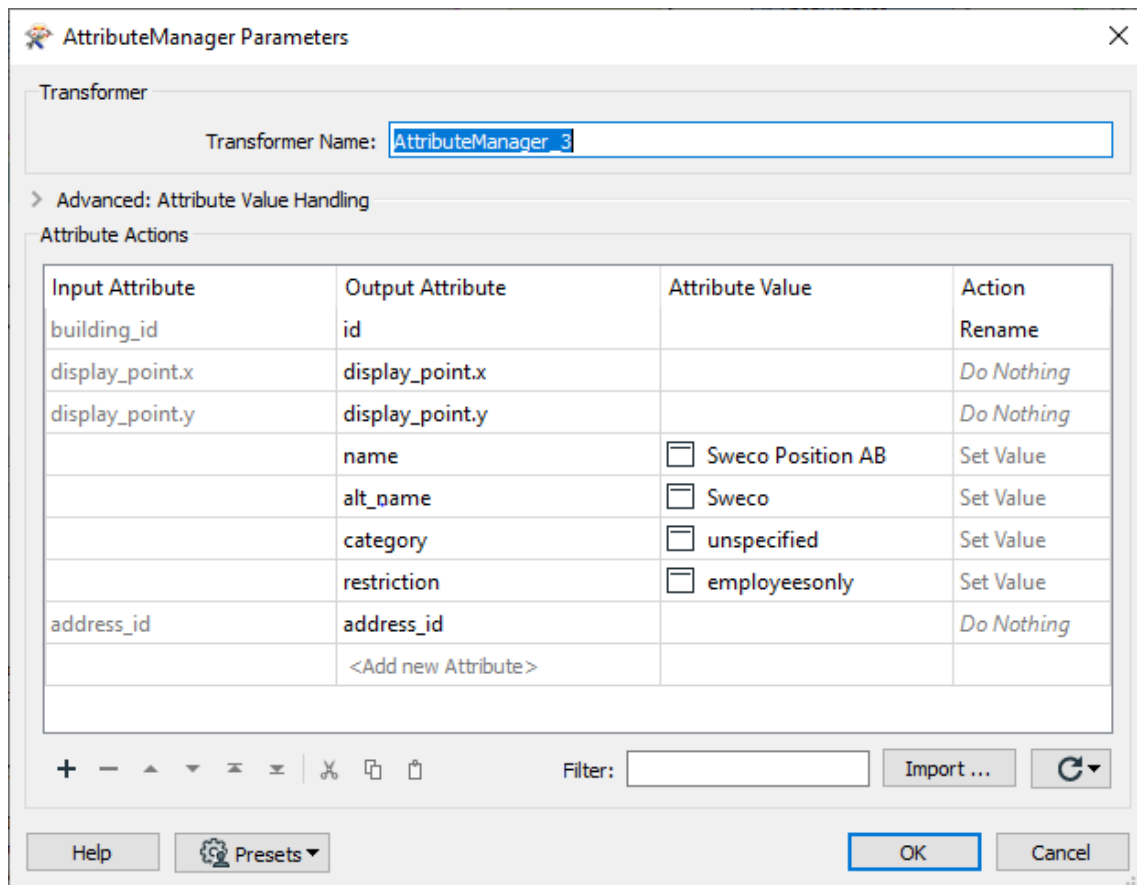 AttributeManager Parameters
Transformer
Transformer Name: AttributeManager_3
Advanced: Attribute Value Handling
Attribute Actions
Input Attribute Output Attribute Attribute Value Action
building_id id Rename
display_point.x display_point.x Do Nothing
display_point.y display_point.y Do Nothing
name Sweco Position AB Set Value
alt_name Sweco Set Value
category unspecified Set Value
restriction employeesonly Set Value
address_id address_id Do Nothing
<Add new Attribute>
Filter: Import ...
Help Presets OK Cancel